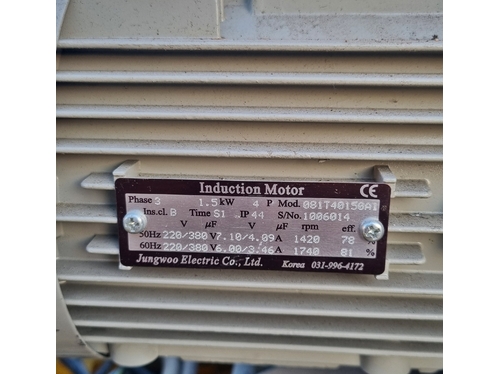 Induction Motor CE
Phase 3 1.5 kW 4 P Mod. 081T40150AT
Ins.cl. B Time S1 IP 44 S/No. 1006014
V μF V μF rpm eff.
50Hz 220/380 V 7.10/4.09 A 1420 78 %
60Hz 220/380 V 6.00/3.46 A 1740 81 %
Jungwoo Electric Co., Ltd. Korea 031-996-4172